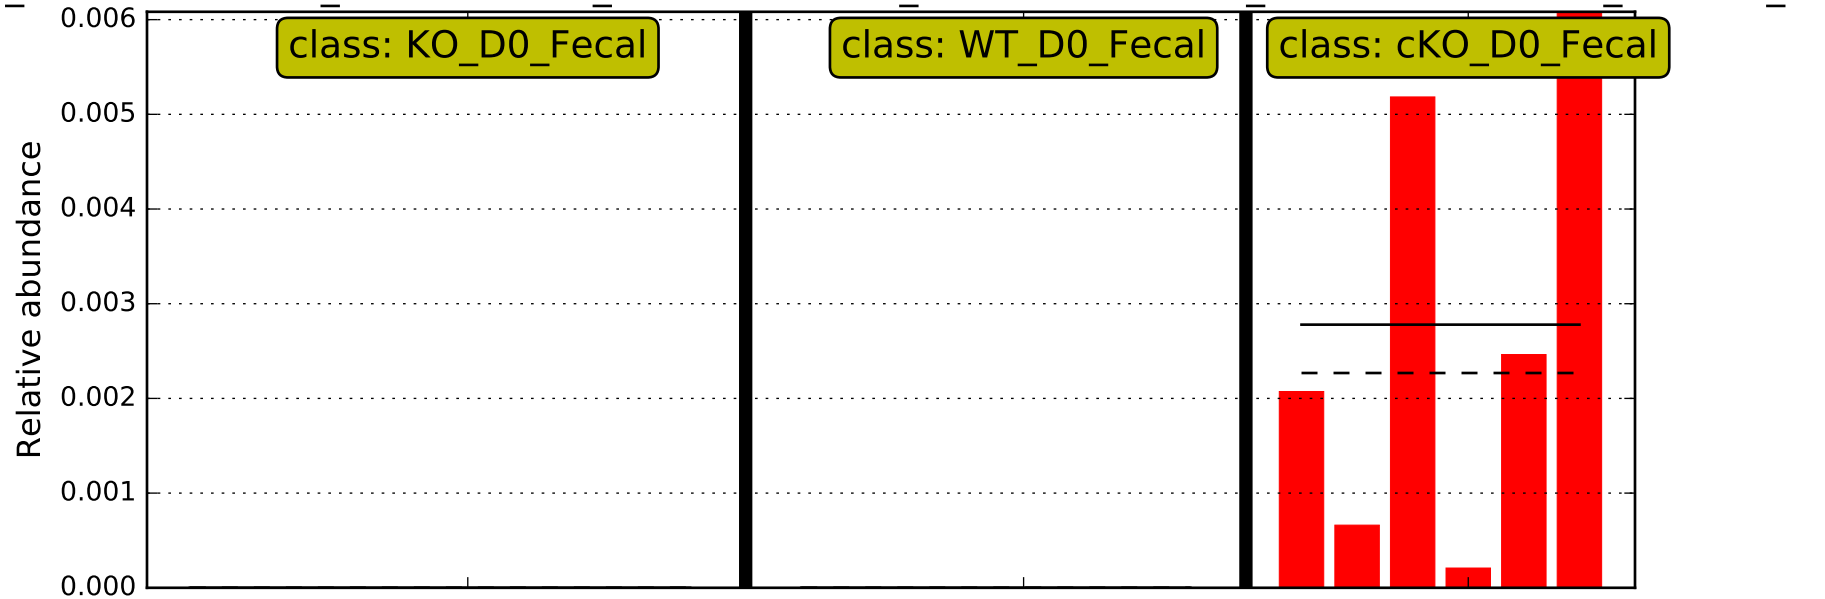 0.006
class: KO_D0_Fecal
class: WT_D0_Fecal
class: cKO_D0_Fecal
0.005
0.004
0.003
0.002
0.001
0.000
Relative abundance